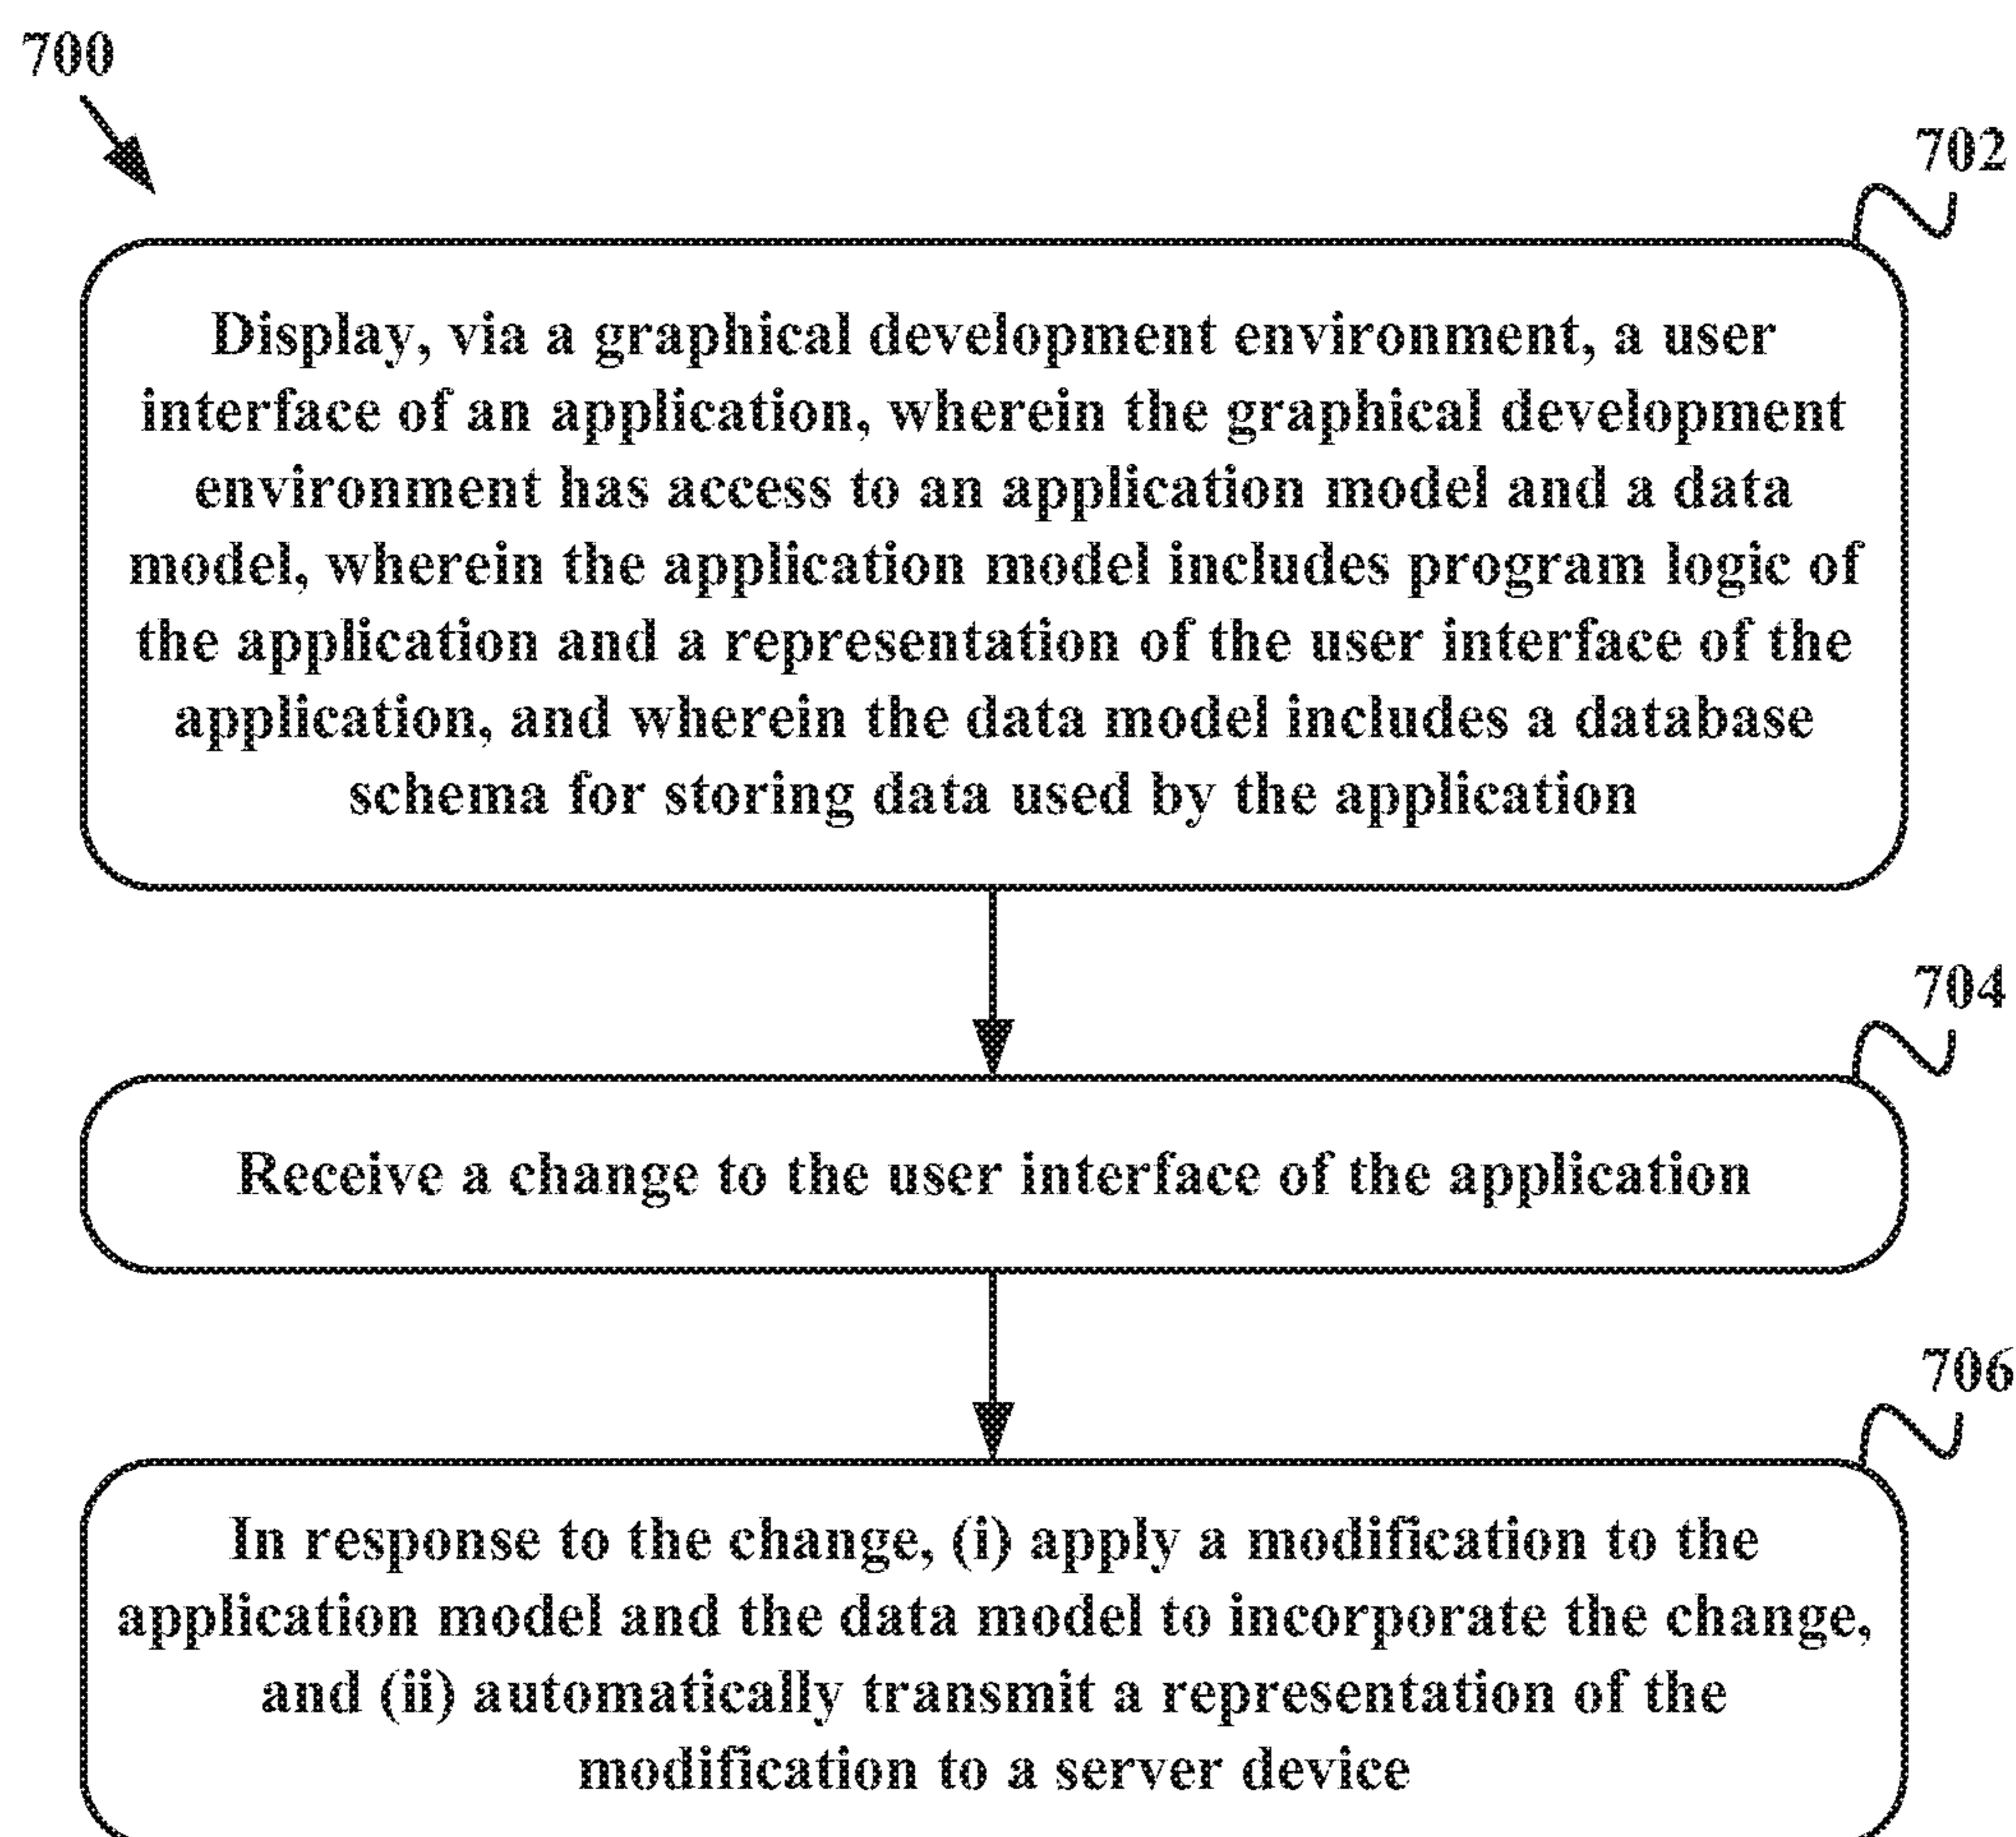 700
702
Display, via a graphical development environment, a user
interface of an application, wherein the graphical development
environment has access to an application model and a data
model, wherein the application model includes program logic of
the application and a representation of the user interface of the
application, and wherein the data model includes a database
schema for storing data used by the application
704
Receive a change to the user interface of the application
706
In response to the change, (i) apply a modification to the
application model and the data model to incorporate the change,
and (ii) automatically transmit a representation of the
modification to a server device